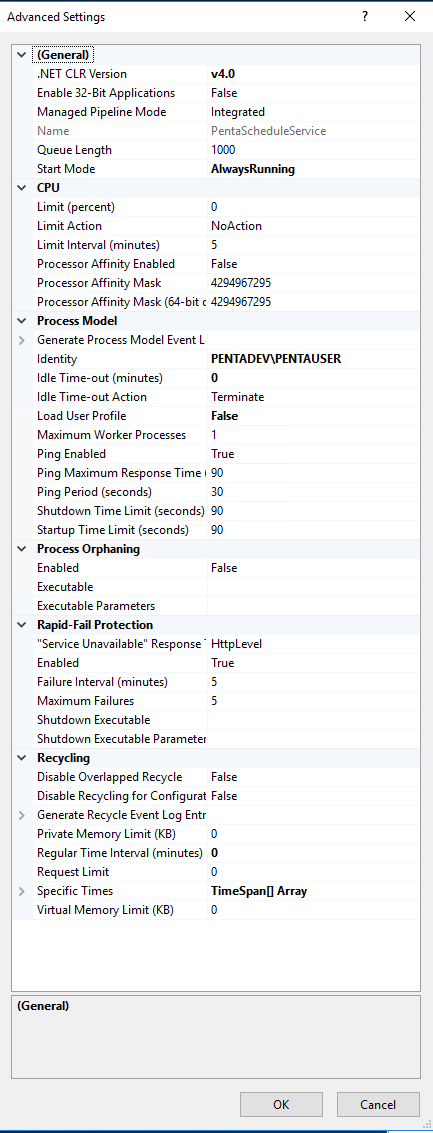 Advanced Settings ? ×
(General)
.NET CLR Version v4.0
Enable 32-Bit Applications False
Managed Pipeline Mode Integrated
Name PentaScheduleService
Queue Length 1000
Start Mode AlwaysRunning
CPU
Limit (percent) 0
Limit Action NoAction
Limit Interval (minutes) 5
Processor Affinity Enabled False
Processor Affinity Mask 4294967295
Processor Affinity Mask (64-bit o 4294967295
Process Model
Generate Process Model Event L
Identity PENTADEV\PENTAUSER
Idle Time-out (minutes) 0
Idle Time-out Action Terminate
Load User Profile False
Maximum Worker Processes 1
Ping Enabled True
Ping Maximum Response Time ( 90
Ping Period (seconds) 30
Shutdown Time Limit (seconds) 90
Startup Time Limit (seconds) 90
Process Orphaning
Enabled False
Executable
Executable Parameters
Rapid-Fail Protection
"Service Unavailable" Response T HttpLevel
Enabled True
Failure Interval (minutes) 5
Maximum Failures 5
Shutdown Executable
Shutdown Executable Parameter
Recycling
Disable Overlapped Recycle False
Disable Recycling for Configurat False
Generate Recycle Event Log Entr
Private Memory Limit (KB) 0
Regular Time Interval (minutes) 0
Request Limit 0
Specific Times TimeSpan[] Array
Virtual Memory Limit (KB) 0
(General)
OK Cancel